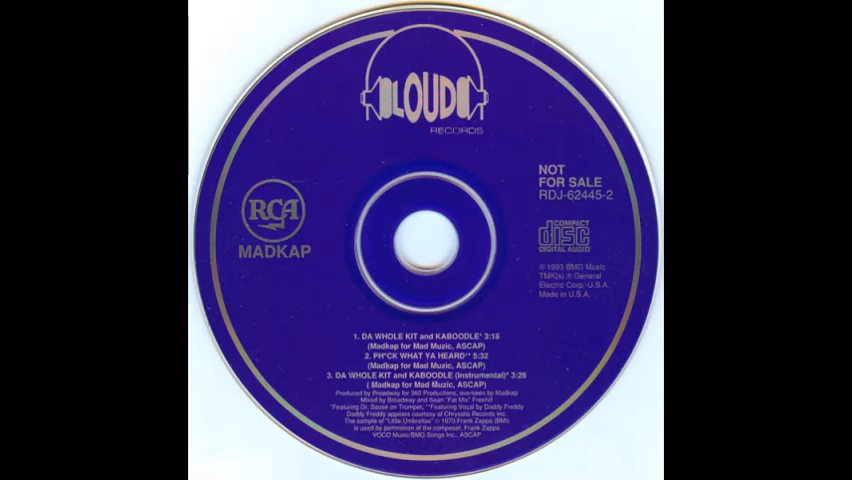 LOUD
RECORDS
RCA
MADKAP
NOT
FOR SALE
RDJ-62445-2
COMPACT
disc
DIGITAL AUDIO
℗ 1993 BMG Music
TMK(s) ® General
Electric Corp.-U.S.A.
Made in U.S.A.
1. DA WHOLE KIT and KABOODLE* 3:16
(Madkap for Mad Muzic, ASCAP)
2. PH*CK WHAT YA HEARD** 5:32
(Madkap for Mad Muzic, ASCAP)
3. DA WHOLE KIT and KABOODLE (Instrumental)* 3:26
( Madkap for Mad Muzic, ASCAP)
Produced by Broadway for 360 Productions, overseen by Madkap
Mixed by Broadway and Sean "Fat Mix" Freehill
*Featuring Dr. Soose on Trumpet, **Featuring Vocal by Daddy Freddy
Daddy Freddy appears courtesy of Chrysalis Records Inc.
The sample of "Little Umbrellas" © 1970 Frank Zappa (BMI)
is used by permission of the composer, Frank Zappa
VOCO Music/BMG Songs Inc., ASCAP